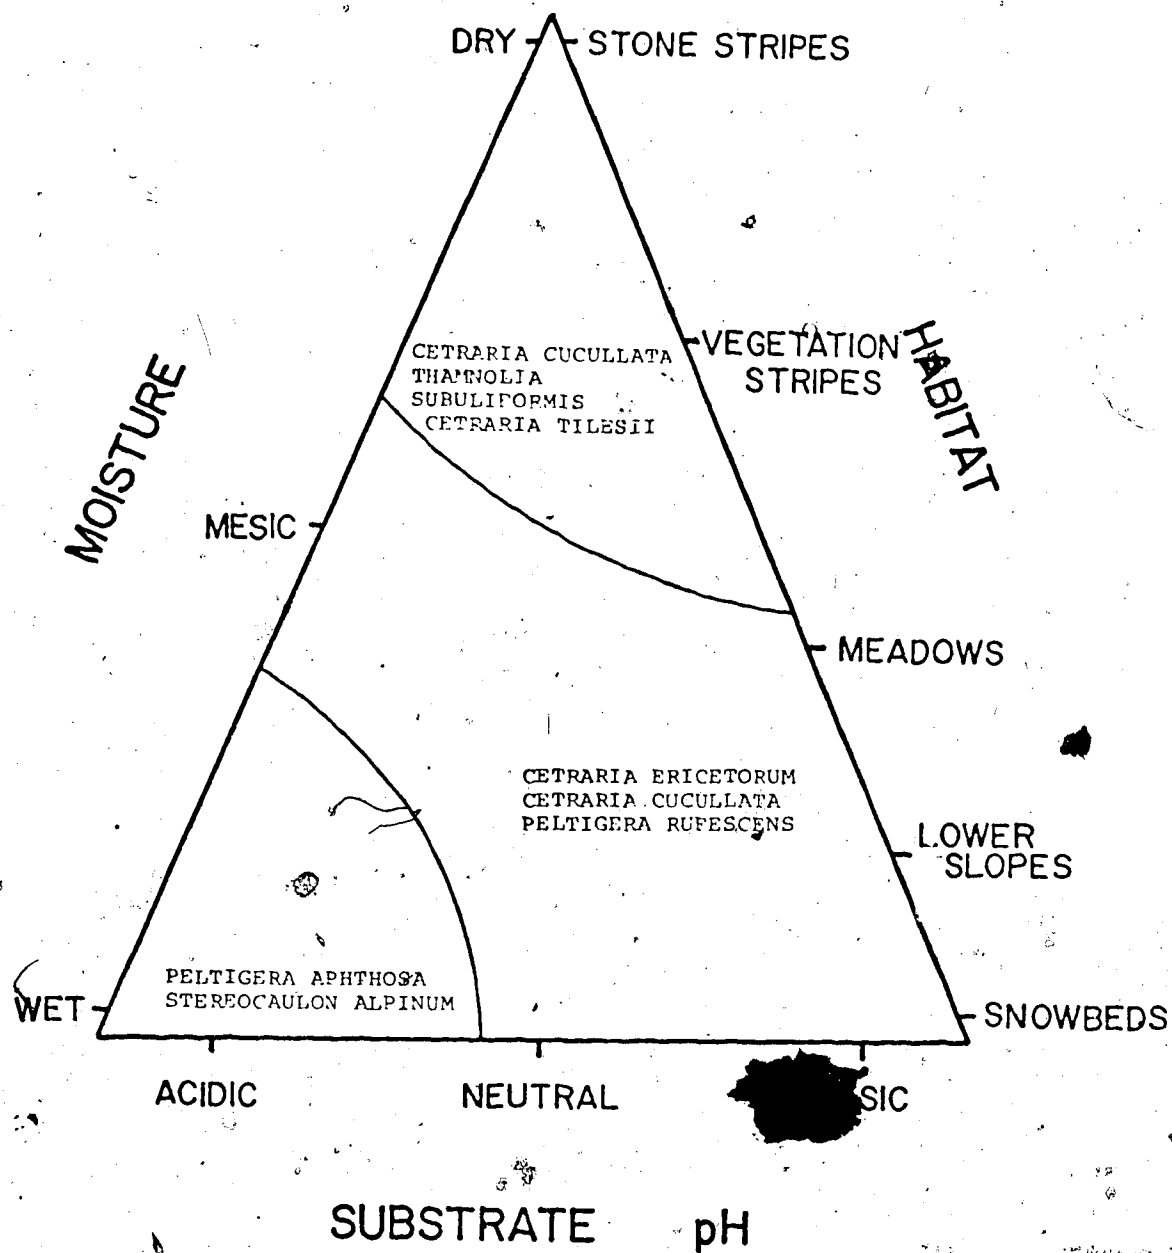 DRY
STONE STRIPES
CETRARIA CUCULLATA
THAMNOLIA
SUBULIFORMIS
CETRARIA TILESII
VEGETATION
STRIPES
HABITAT
MOISTURE
MESIC
MEADOWS
CETRARIA ERICETORUM
CETRARIA CUCULLATA
PELTIGERA RUFESCENS
LOWER
SLOPES
PELTIGERA APHTHOSA
STEREOCAULON ALPINUM
WET
SNOWBEDS
ACIDIC
NEUTRAL
SIC
SUBSTRATE pH